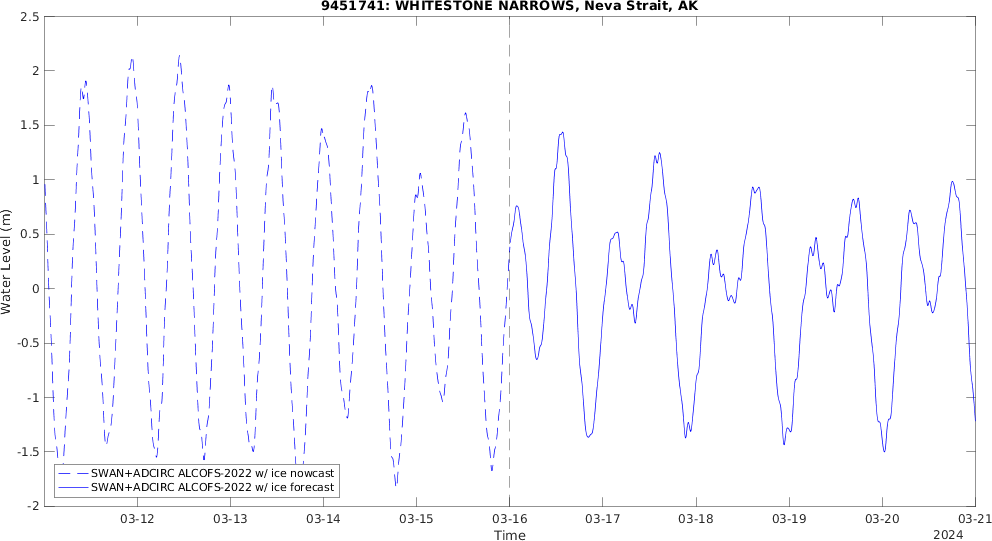 9451741: WHITESTONE NARROWS, Neva Strait, AK
2.5
2
1.5
1
0.5
0
-0.5
-1
-1.5
-2
Water Level (m)
SWAN+ADCIRC ALCOFS-2022 w/ ice nowcast
SWAN+ADCIRC ALCOFS-2022 w/ ice forecast
03-12 03-13 03-14 03-15 03-16 03-17 03-18 03-19 03-20 03-21
Time
2024